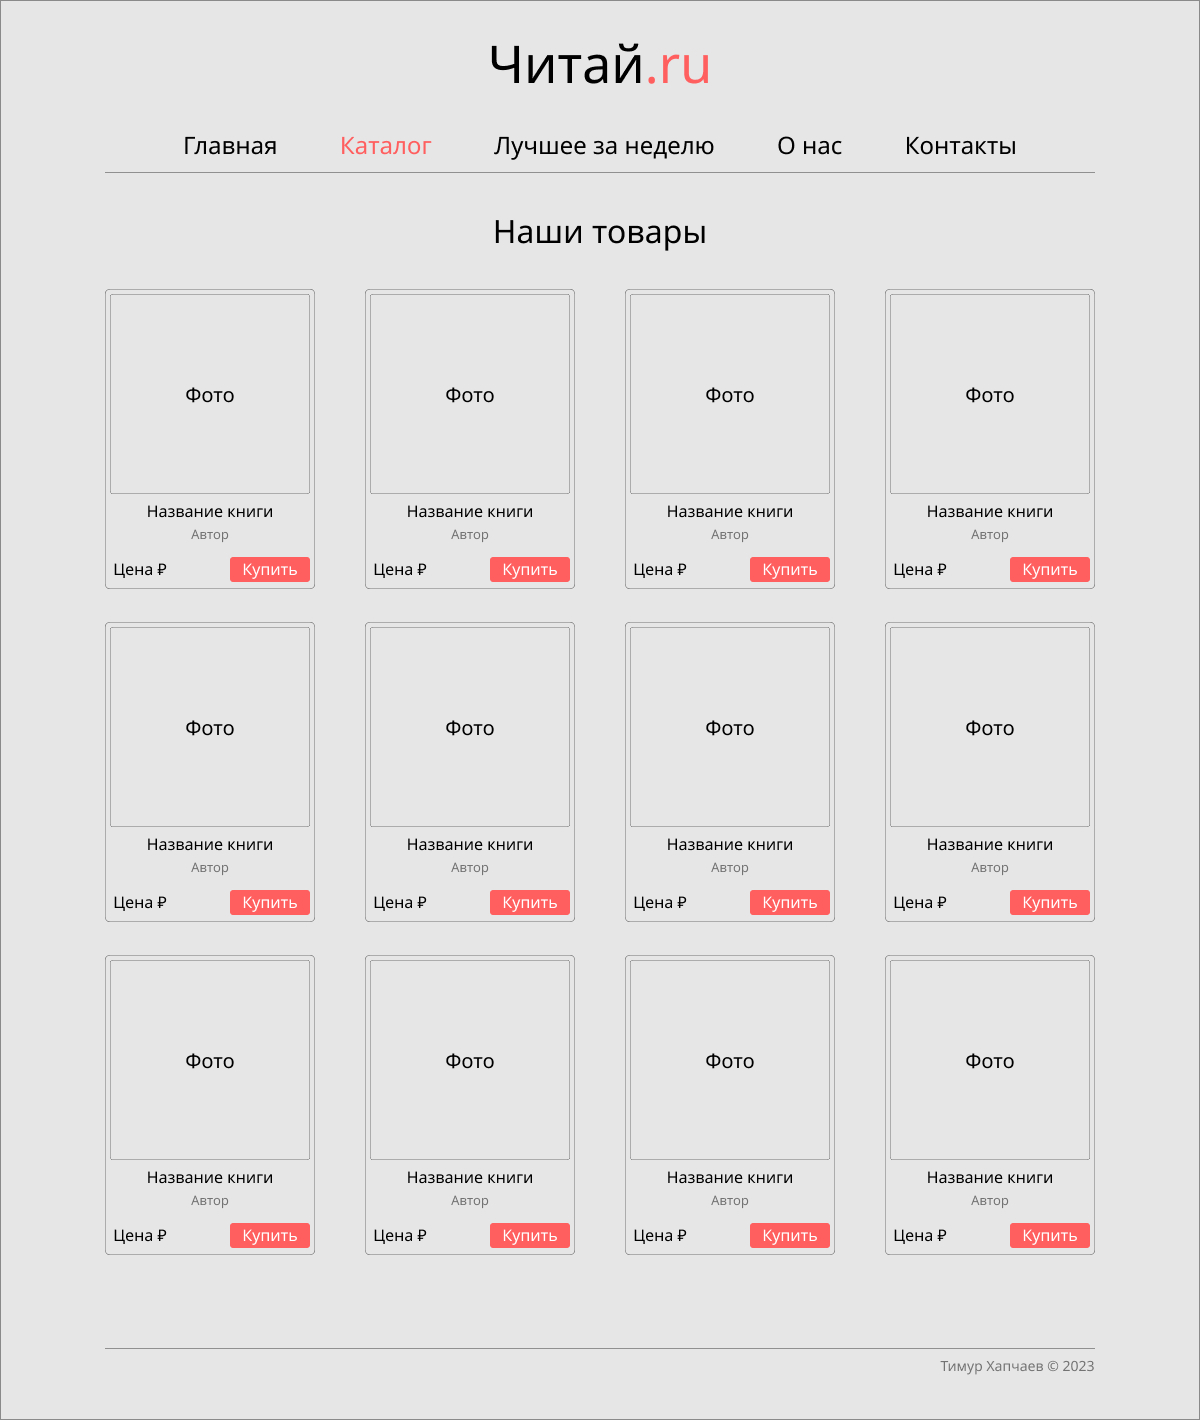 Читай.ru
Главная Каталог Лучшее за неделю О нас Контакты
Наши товары
Фото Фото Фото Фото
Название книги Название книги Название книги Название книги
Автор Автор Автор Автор
Цена ₽ Купить Цена ₽ Купить Цена ₽ Купить Цена ₽ Купить
Фото Фото Фото Фото
Название книги Название книги Название книги Название книги
Автор Автор Автор Автор
Цена ₽ Купить Цена ₽ Купить Цена ₽ Купить Цена ₽ Купить
Фото Фото Фото Фото
Название книги Название книги Название книги Название книги
Автор Автор Автор Автор
Цена ₽ Купить Цена ₽ Купить Цена ₽ Купить Цена ₽ Купить
Тимур Хапчаев © 2023